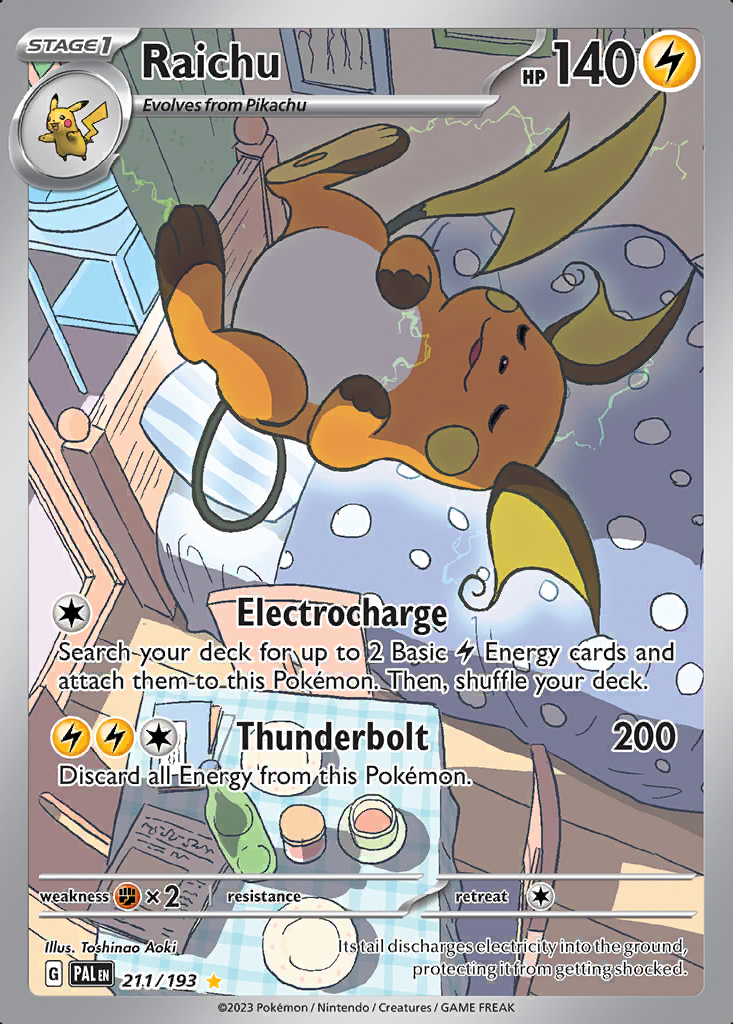 STAGE1
Raichu
HP 140
Evolves from Pikachu
Electrocharge
Search your deck for up to 2 Basic Energy cards and
attach them to this Pokémon. Then, shuffle your deck.
Thunderbolt 200
Discard all Energy from this Pokémon.
weakness ×2 resistance retreat
Illus. Toshinao Aoki
Its tail discharges electricity into the ground,
protecting it from getting shocked.
G PAL EN 211/193
©2023 Pokémon / Nintendo / Creatures / GAME FREAK